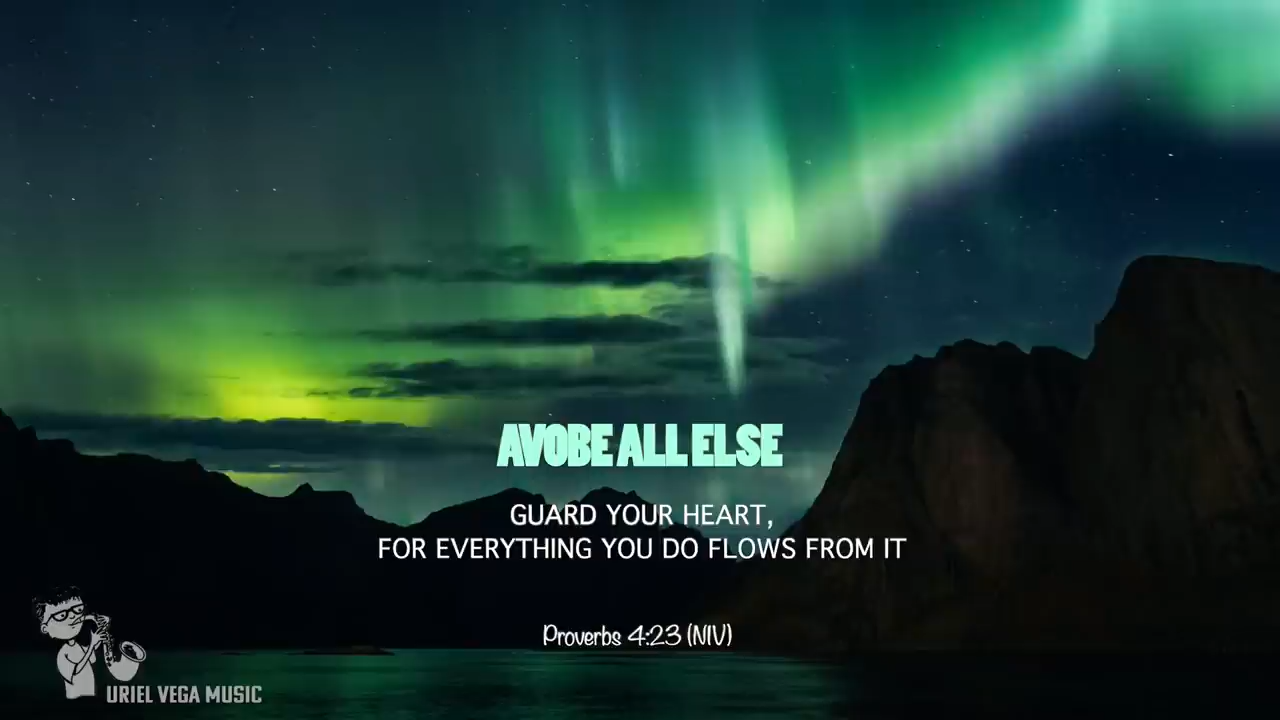 AVOBE ALL ELSE
GUARD YOUR HEART,
FOR EVERYTHING YOU DO FLOWS FROM IT
Proverbs 4:23 (NIV)
URIEL VEGA MUSIC